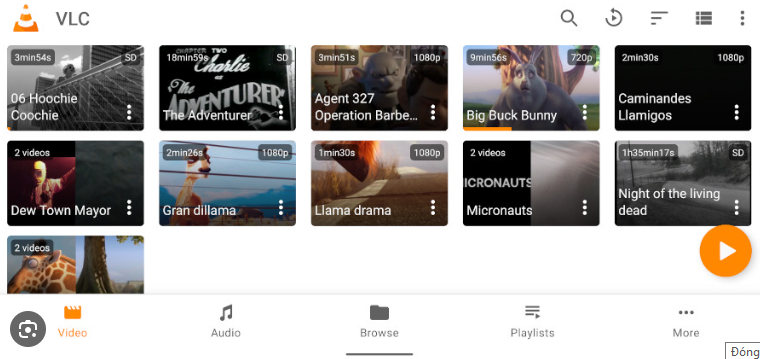 VLC
3min54s
SD
06 Hoochie
Coochie
18min59s
SD
CHAPTER TWO
Charlie
as
The
ADVENTURER
The Adventurer
3min51s
1080p
Agent 327
Operation Barbe...
9min56s
720p
Big Buck Bunny
2min30s
1080p
Caminandes
Llamigos
2 videos
Dew Town Mayor
2min26s
1080p
Gran dillama
1min30s
1080p
Llama drama
2 videos
MICRONAUTS
Micronauts
1h35min17s
SD
Night of the living
dead
2 videos
Video
Audio
Browse
Playlists
More
Đóng